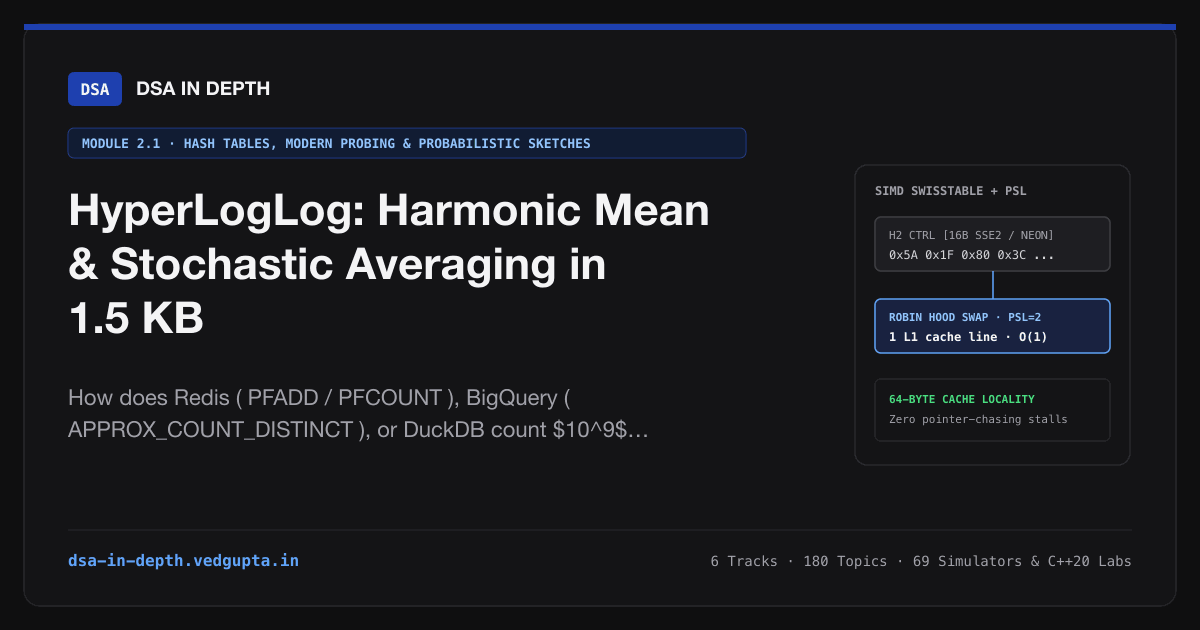 DSA
DSA IN DEPTH
MODULE 2.1 · HASH TABLES, MODERN PROBING & PROBABILISTIC SKETCHES
HyperLogLog: Harmonic Mean
& Stochastic Averaging in
1.5 KB
How does Redis ( PFADD / PFCOUNT ), BigQuery (
APPROX_COUNT_DISTINCT ), or DuckDB count $10^9$...
SIMD SWISSTABLE + PSL
H2 CTRL [16B SSE2 / NEON]
0x5A 0x1F 0x80 0x3C ...
ROBIN HOOD SWAP · PSL=2
1 L1 cache line · O(1)
64-BYTE CACHE LOCALITY
Zero pointer-chasing stalls
dsa-in-depth.vedgupta.in
6 Tracks · 180 Topics · 69 Simulators & C++20 Labs